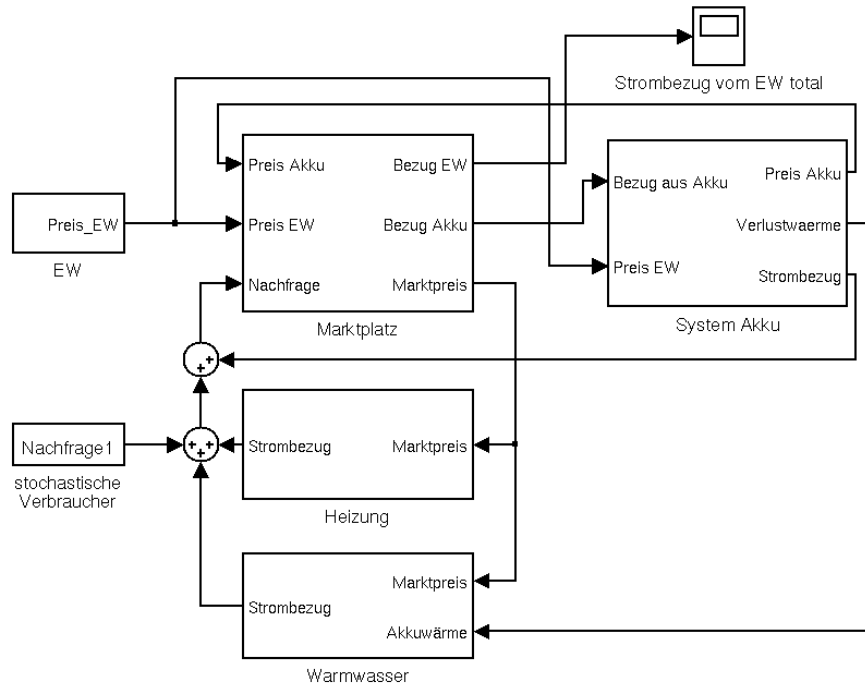 Strombezug vom EW total
Preis Akku
Bezug EW
Preis EW
Bezug Akku
Nachfrage
Marktpreis
Marktplatz
Bezug aus Akku
Preis Akku
Verlustwaerme
Preis EW
Strombezug
System Akku
Preis_EW
EW
Nachfrage1
stochastische
Verbraucher
+ +
+ + +
Strombezug
Marktpreis
Heizung
Marktpreis
Strombezug
Akkuwärme
Warmwasser